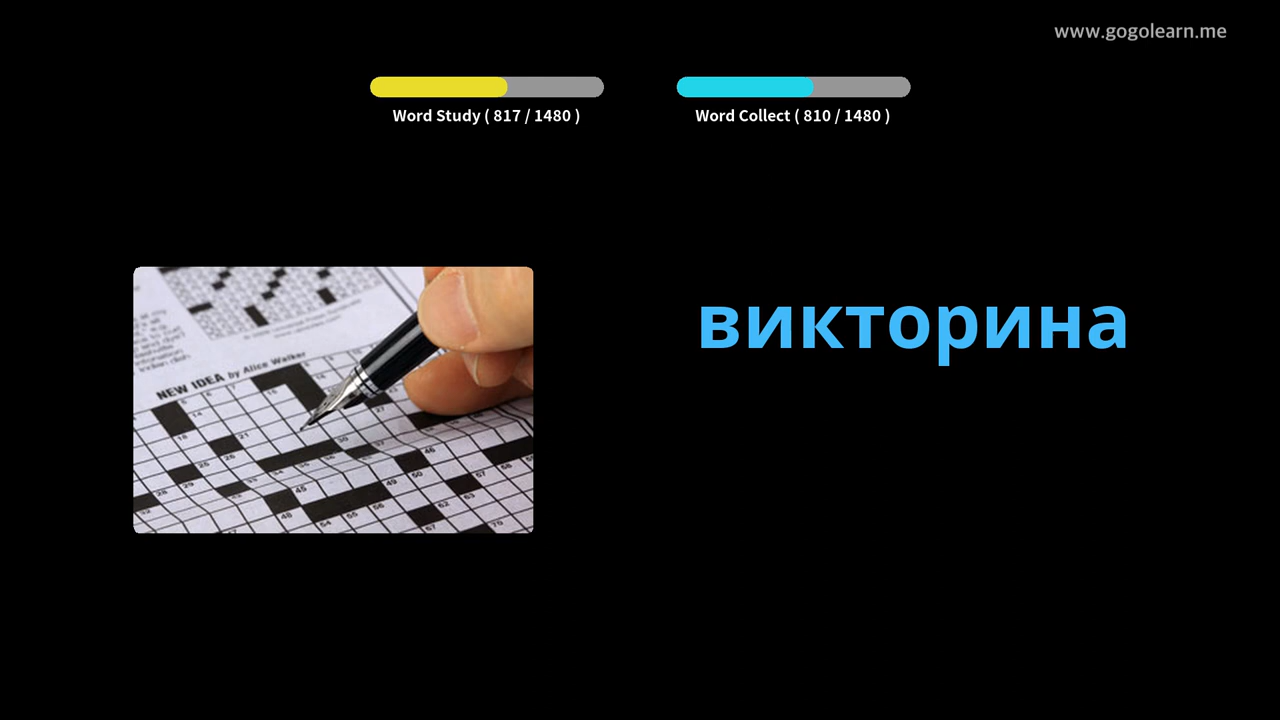 www.gogolearn.me
Word Study ( 817 / 1480 )
Word Collect ( 810 / 1480 )
викторина
NEW IDEA by Alice Walker